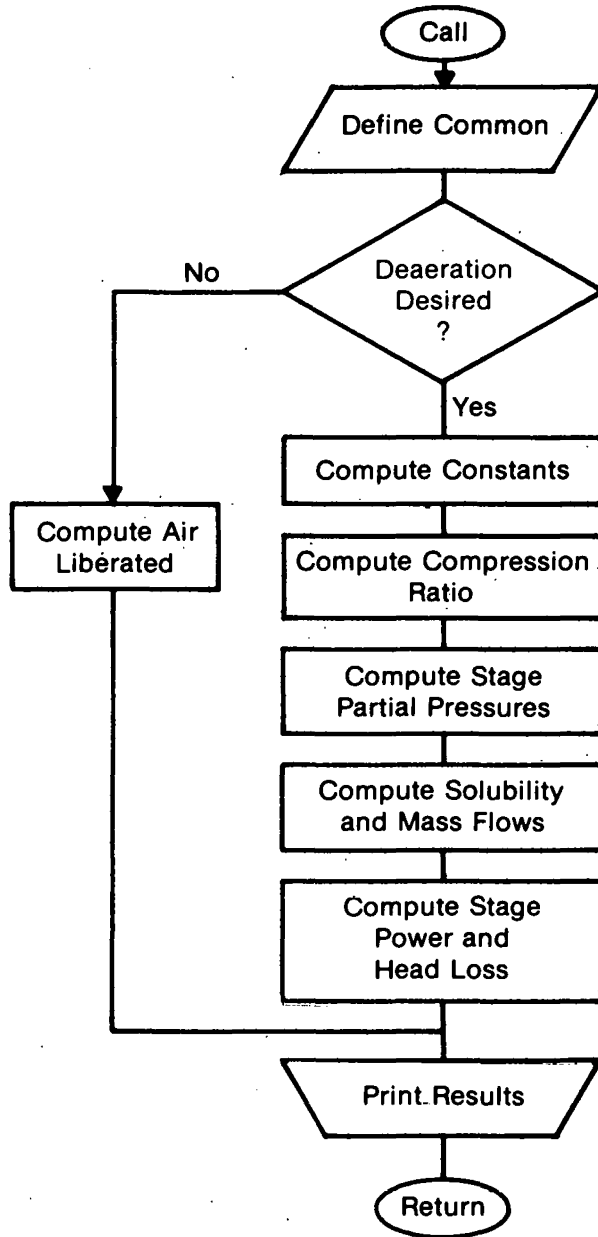 Call
Define Common
Deaeration
Desired
?
No
Yes
Compute Constants
Compute Air
Liberated
Compute Compression
Ratio
Compute Stage
Partial Pressures
Compute Solubility
and Mass Flows
Compute Stage
Power and
Head Loss
Print Results
Return